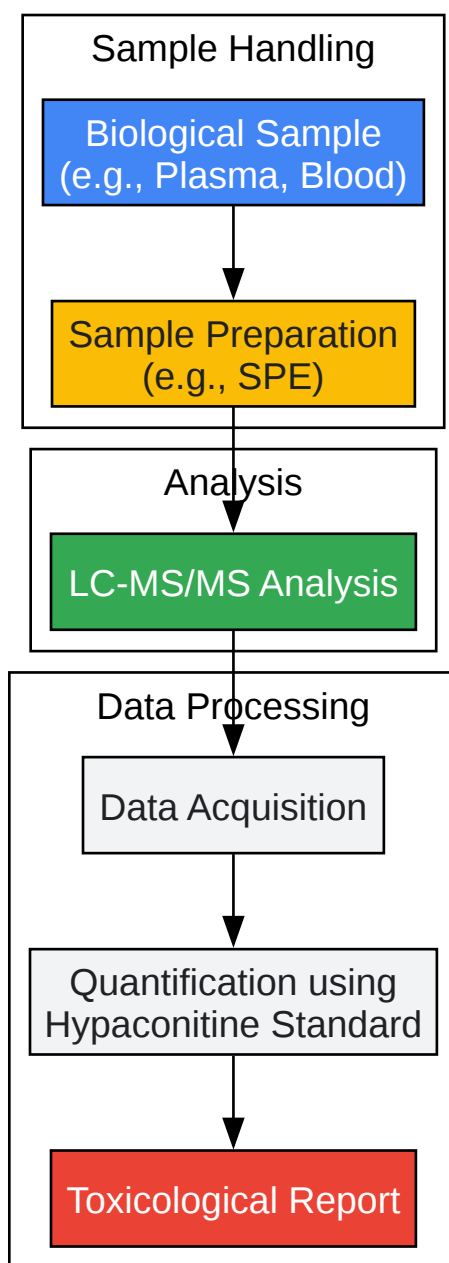 Sample Handling
Biological Sample
(e.g., Plasma, Blood)
Sample Preparation
(e.g., SPE)
Analysis
LC-MS/MS Analysis
Data Processing
Data Acquisition
Quantification using
Hypaconitine Standard
Toxicological Report